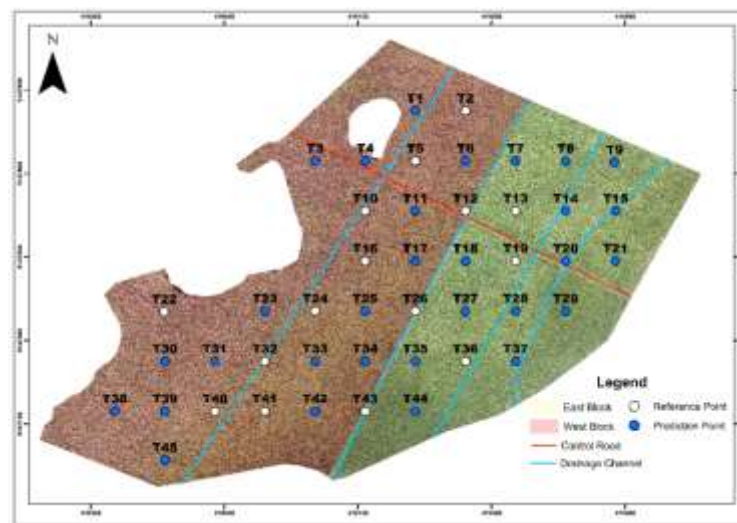 N
T1 T2
T3 T4 T5 T6 T7 T8 T9
T10 T11 T12 T13 T14 T15
T16 T17 T18 T19 T20 T21
T22 T23 T24 T25 T26 T27 T28 T29
T30 T31 T32 T33 T34 T35 T36 T37
T38 T39 T40 T41 T42 T43 T44
T45
Legend
East Block Reference Point
West Block Prediction Point
Control Road
Drainage Channel